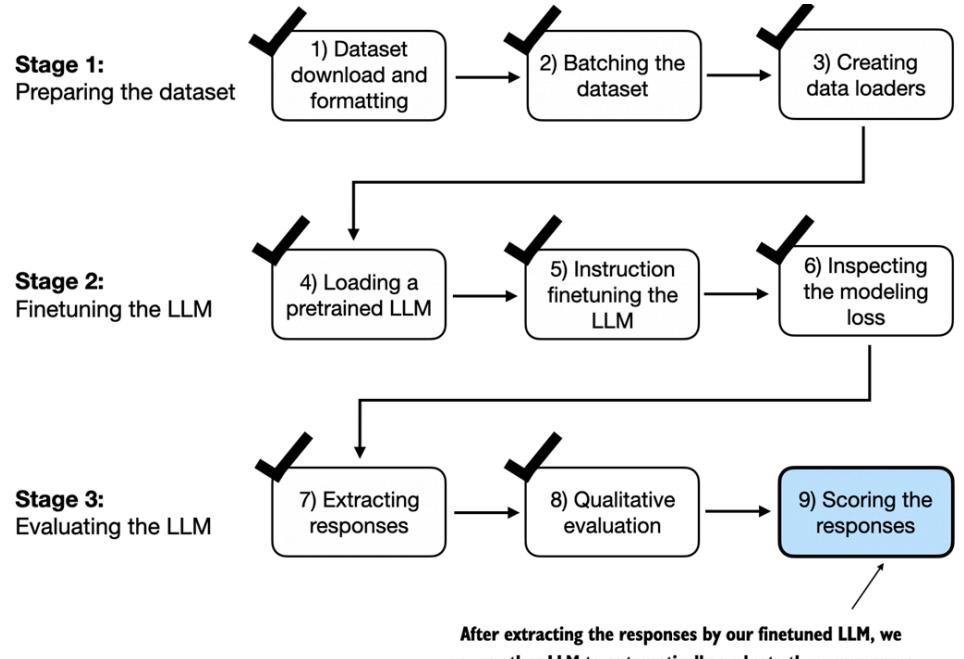 Stage 1:
Preparing the dataset
1) Dataset
download and
formatting
2) Batching the
dataset
3) Creating
data loaders
Stage 2:
Finetuning the LLM
4) Loading a
pretrained LLM
5) Instruction
finetuning the
LLM
6) Inspecting
the modeling
loss
Stage 3:
Evaluating the LLM
7) Extracting
responses
8) Qualitative
evaluation
9) Scoring the
responses
After extracting the responses by our finetuned LLM, we